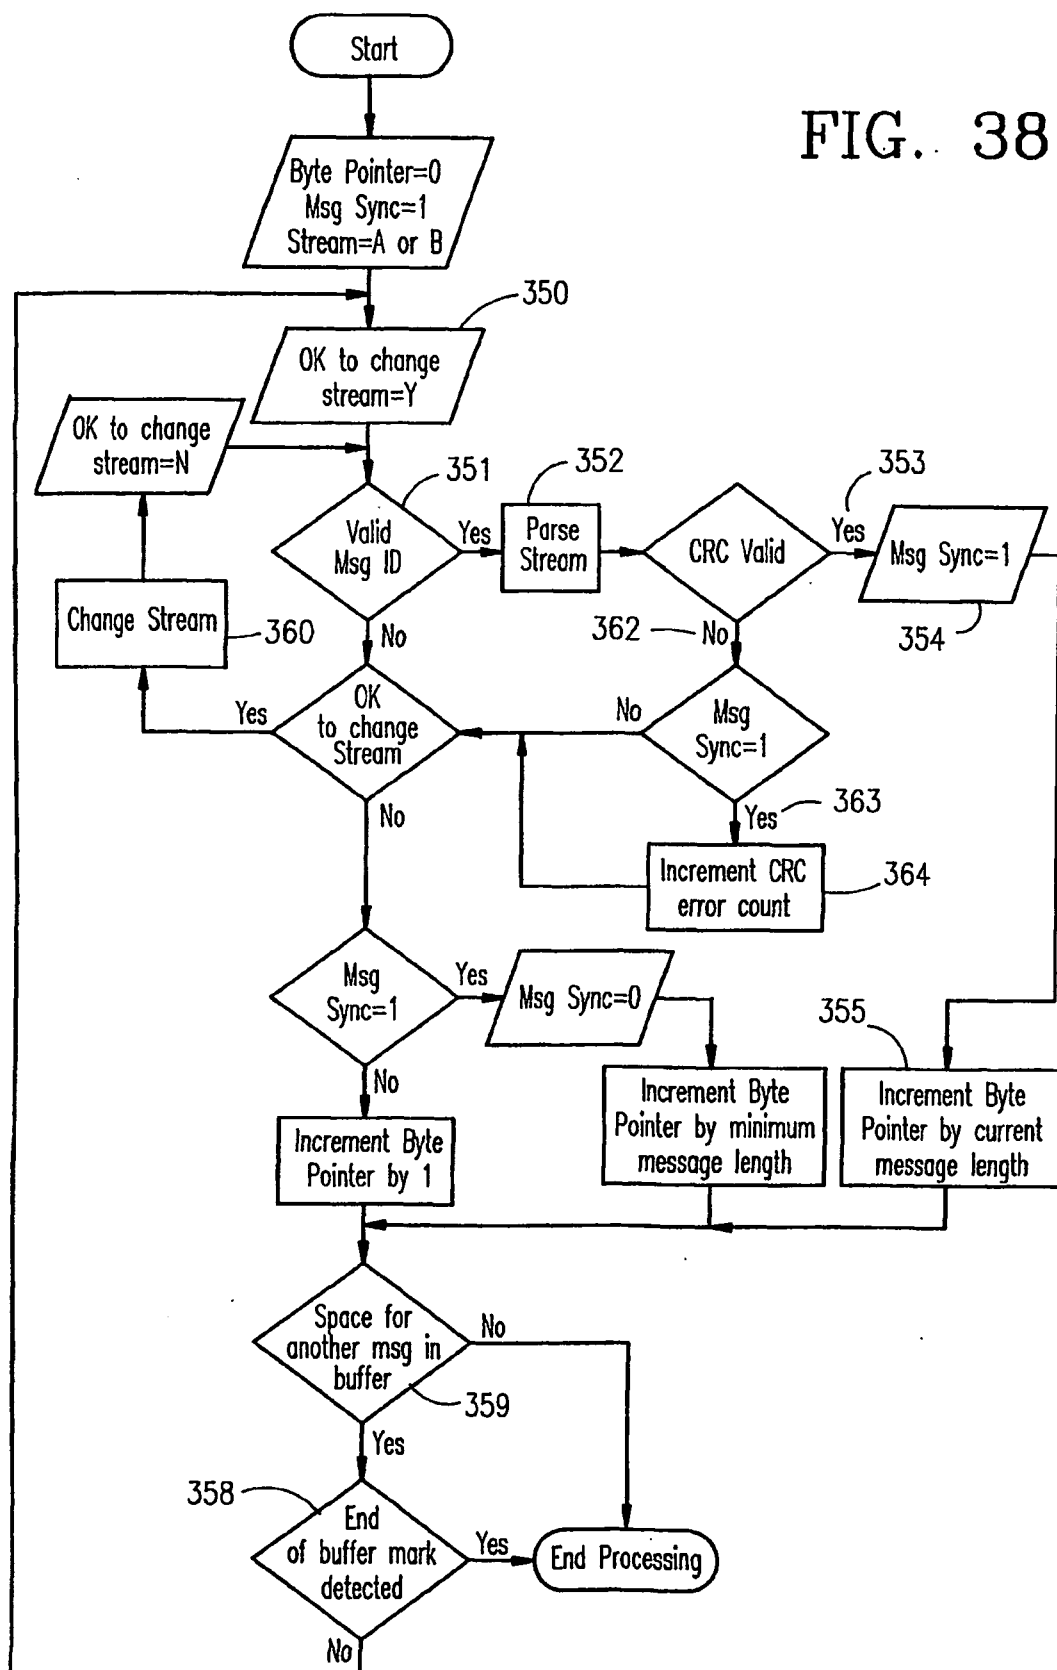 Start
FIG. 38
Byte Pointer=0
Msg Sync=1
Stream=A or B
350
OK to change
stream=Y
OK to change
stream=N
351
352
353
Valid
Msg ID
Yes
Parse
Stream
CRC Valid
Yes
Msg Sync=1
354
Change Stream
360
No
362
No
OK
to change
Stream
Yes
No
Msg
Sync=1
No
Yes
363
Increment CRC
error count
364
Msg
Sync=1
Yes
Msg Sync=0
355
No
Increment Byte
Pointer by 1
Increment Byte
Pointer by minimum
message length
Increment Byte
Pointer by current
message length
Space for
another msg in
buffer
No
359
Yes
358
End
of buffer mark
detected
Yes
End Processing
No